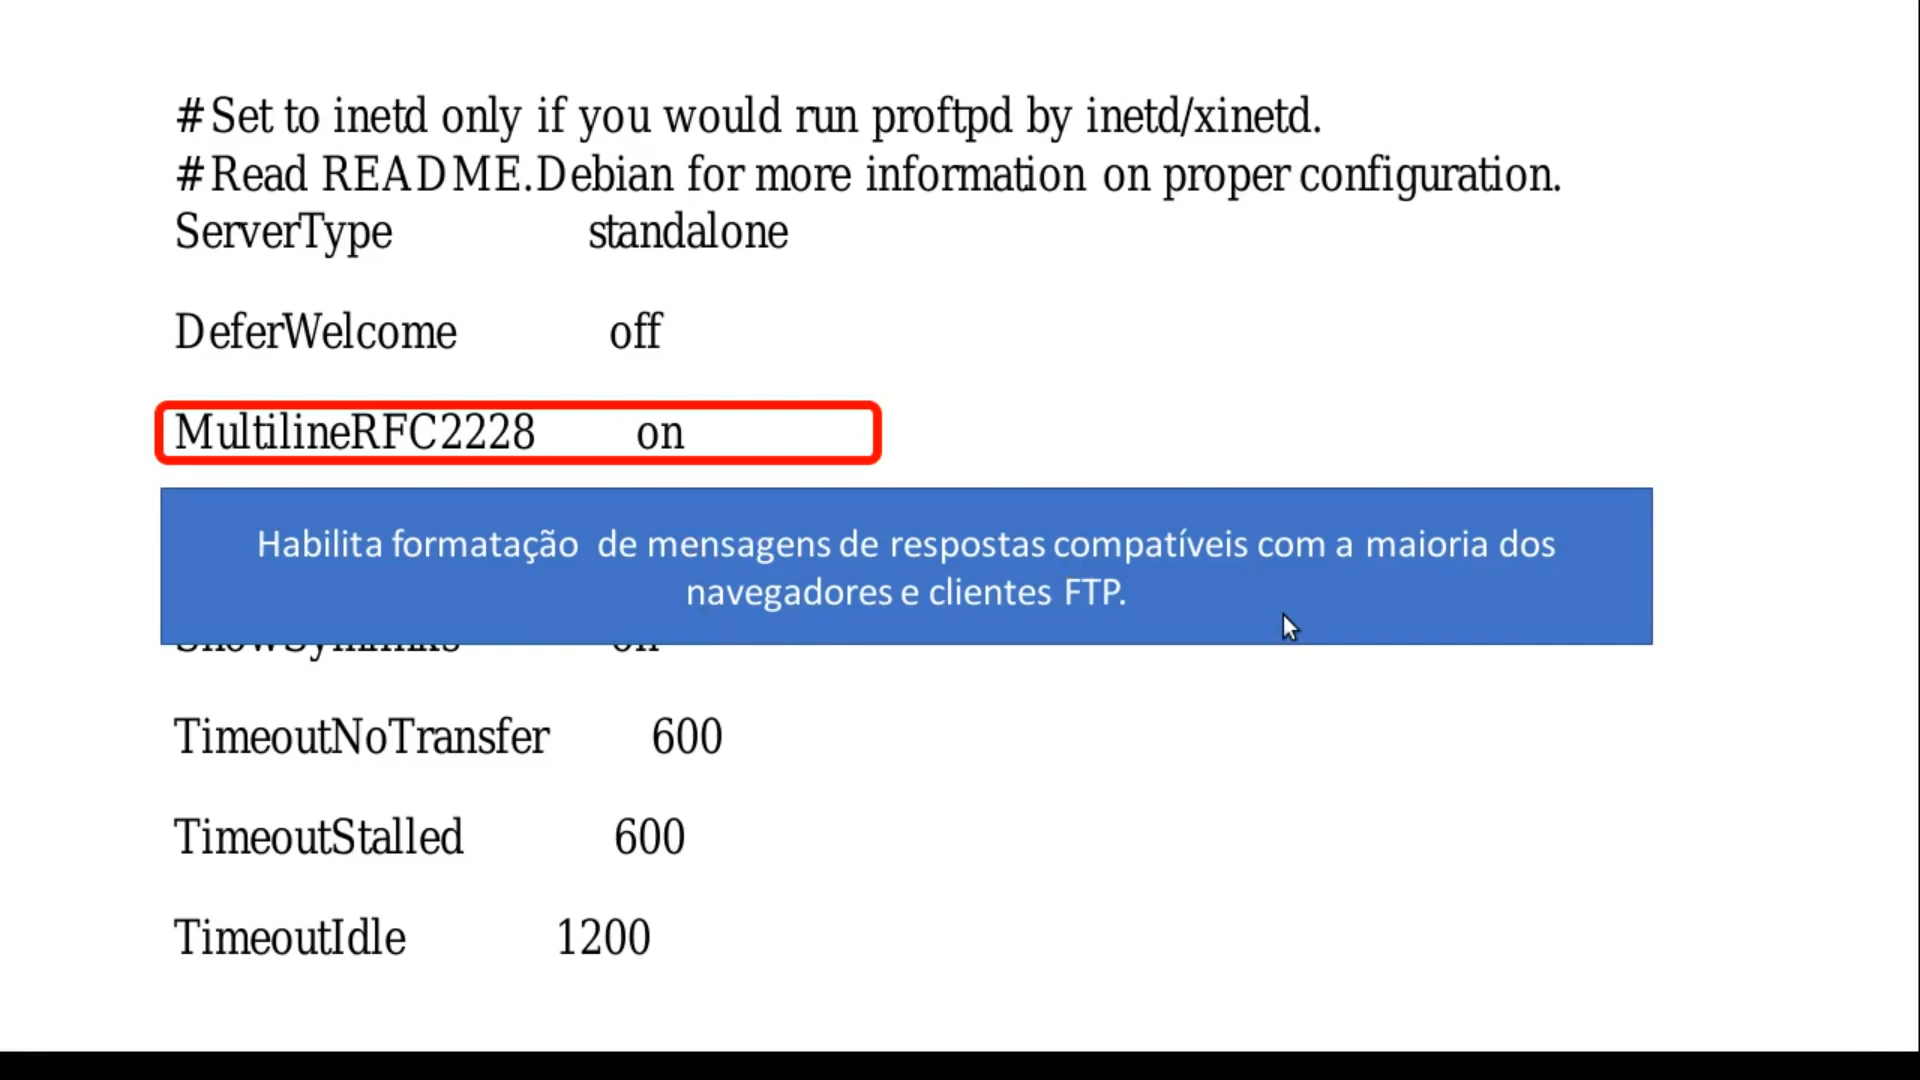 #Set to inetd only if you would run proftpd by inetd/xinetd.
#Read README.Debian for more information on proper configuration.
ServerType standalone
DeferWelcome off
MultilineRFC2228 on
Habilita formatação de mensagens de respostas compatíveis com a maioria dos
navegadores e clientes FTP.
TimeoutNoTransfer 600
TimeoutStalled 600
TimeoutIdle 1200